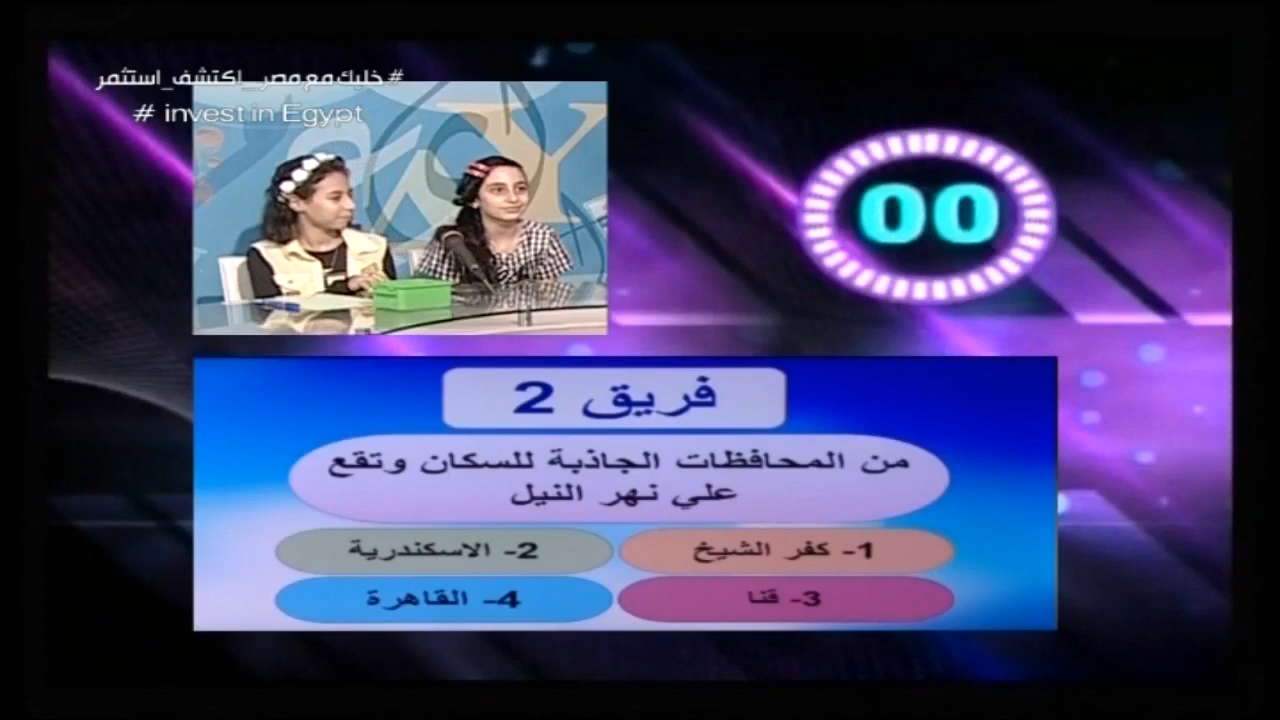 #خليك_مع_مصر_اكتشف_استثمر
# invest in Egypt
00
فريق 2
من المحافظات الجاذبة للسكان وتقع
علي نهر النيل
1- كفر الشيخ
2- الاسكندرية
3- قنا
4- القاهرة